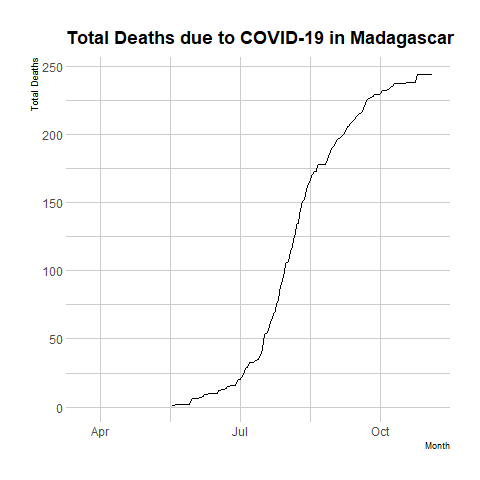 Total Deaths due to COVID-19 in Madagascar
Total Deaths
250
200
150
100
50
0
Apr
Jul
Oct
Month